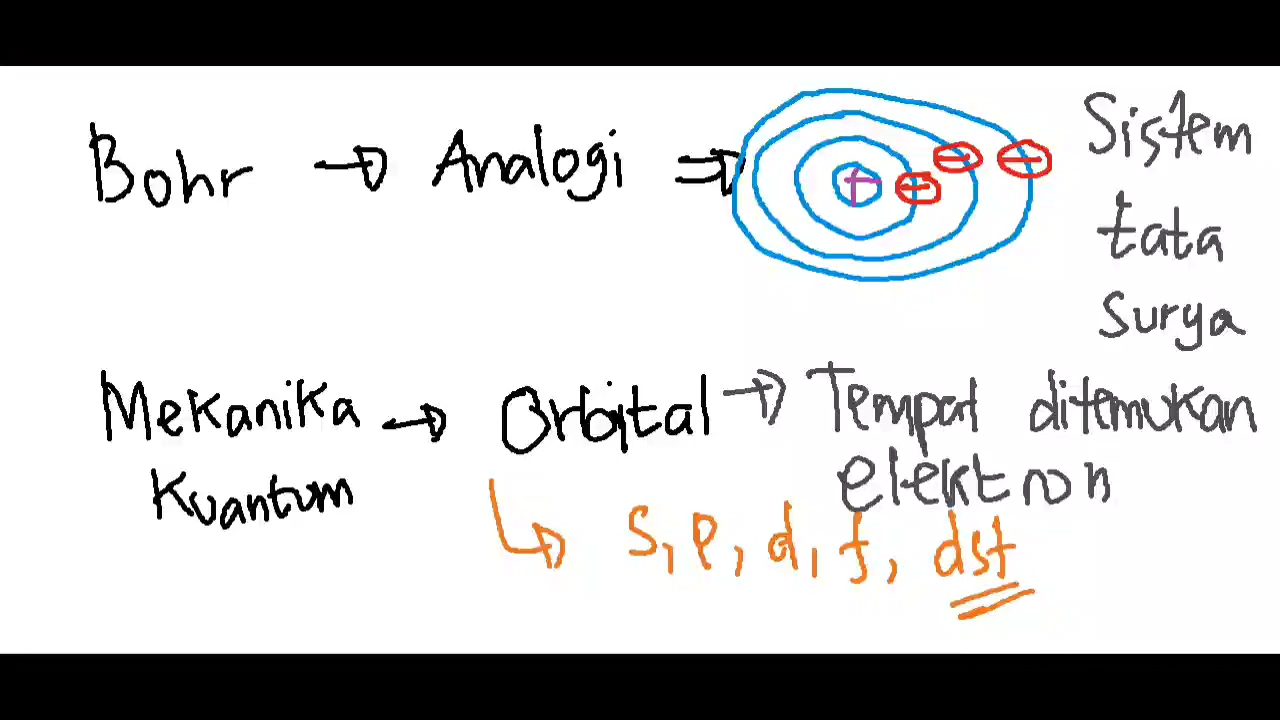 Bohr → Analogi ⇒ + - - - Sistem
tata
surya
Mekanika → Orbital → Tempat ditemukan
Kuantum elektron
↳ s, p, d, f, dst